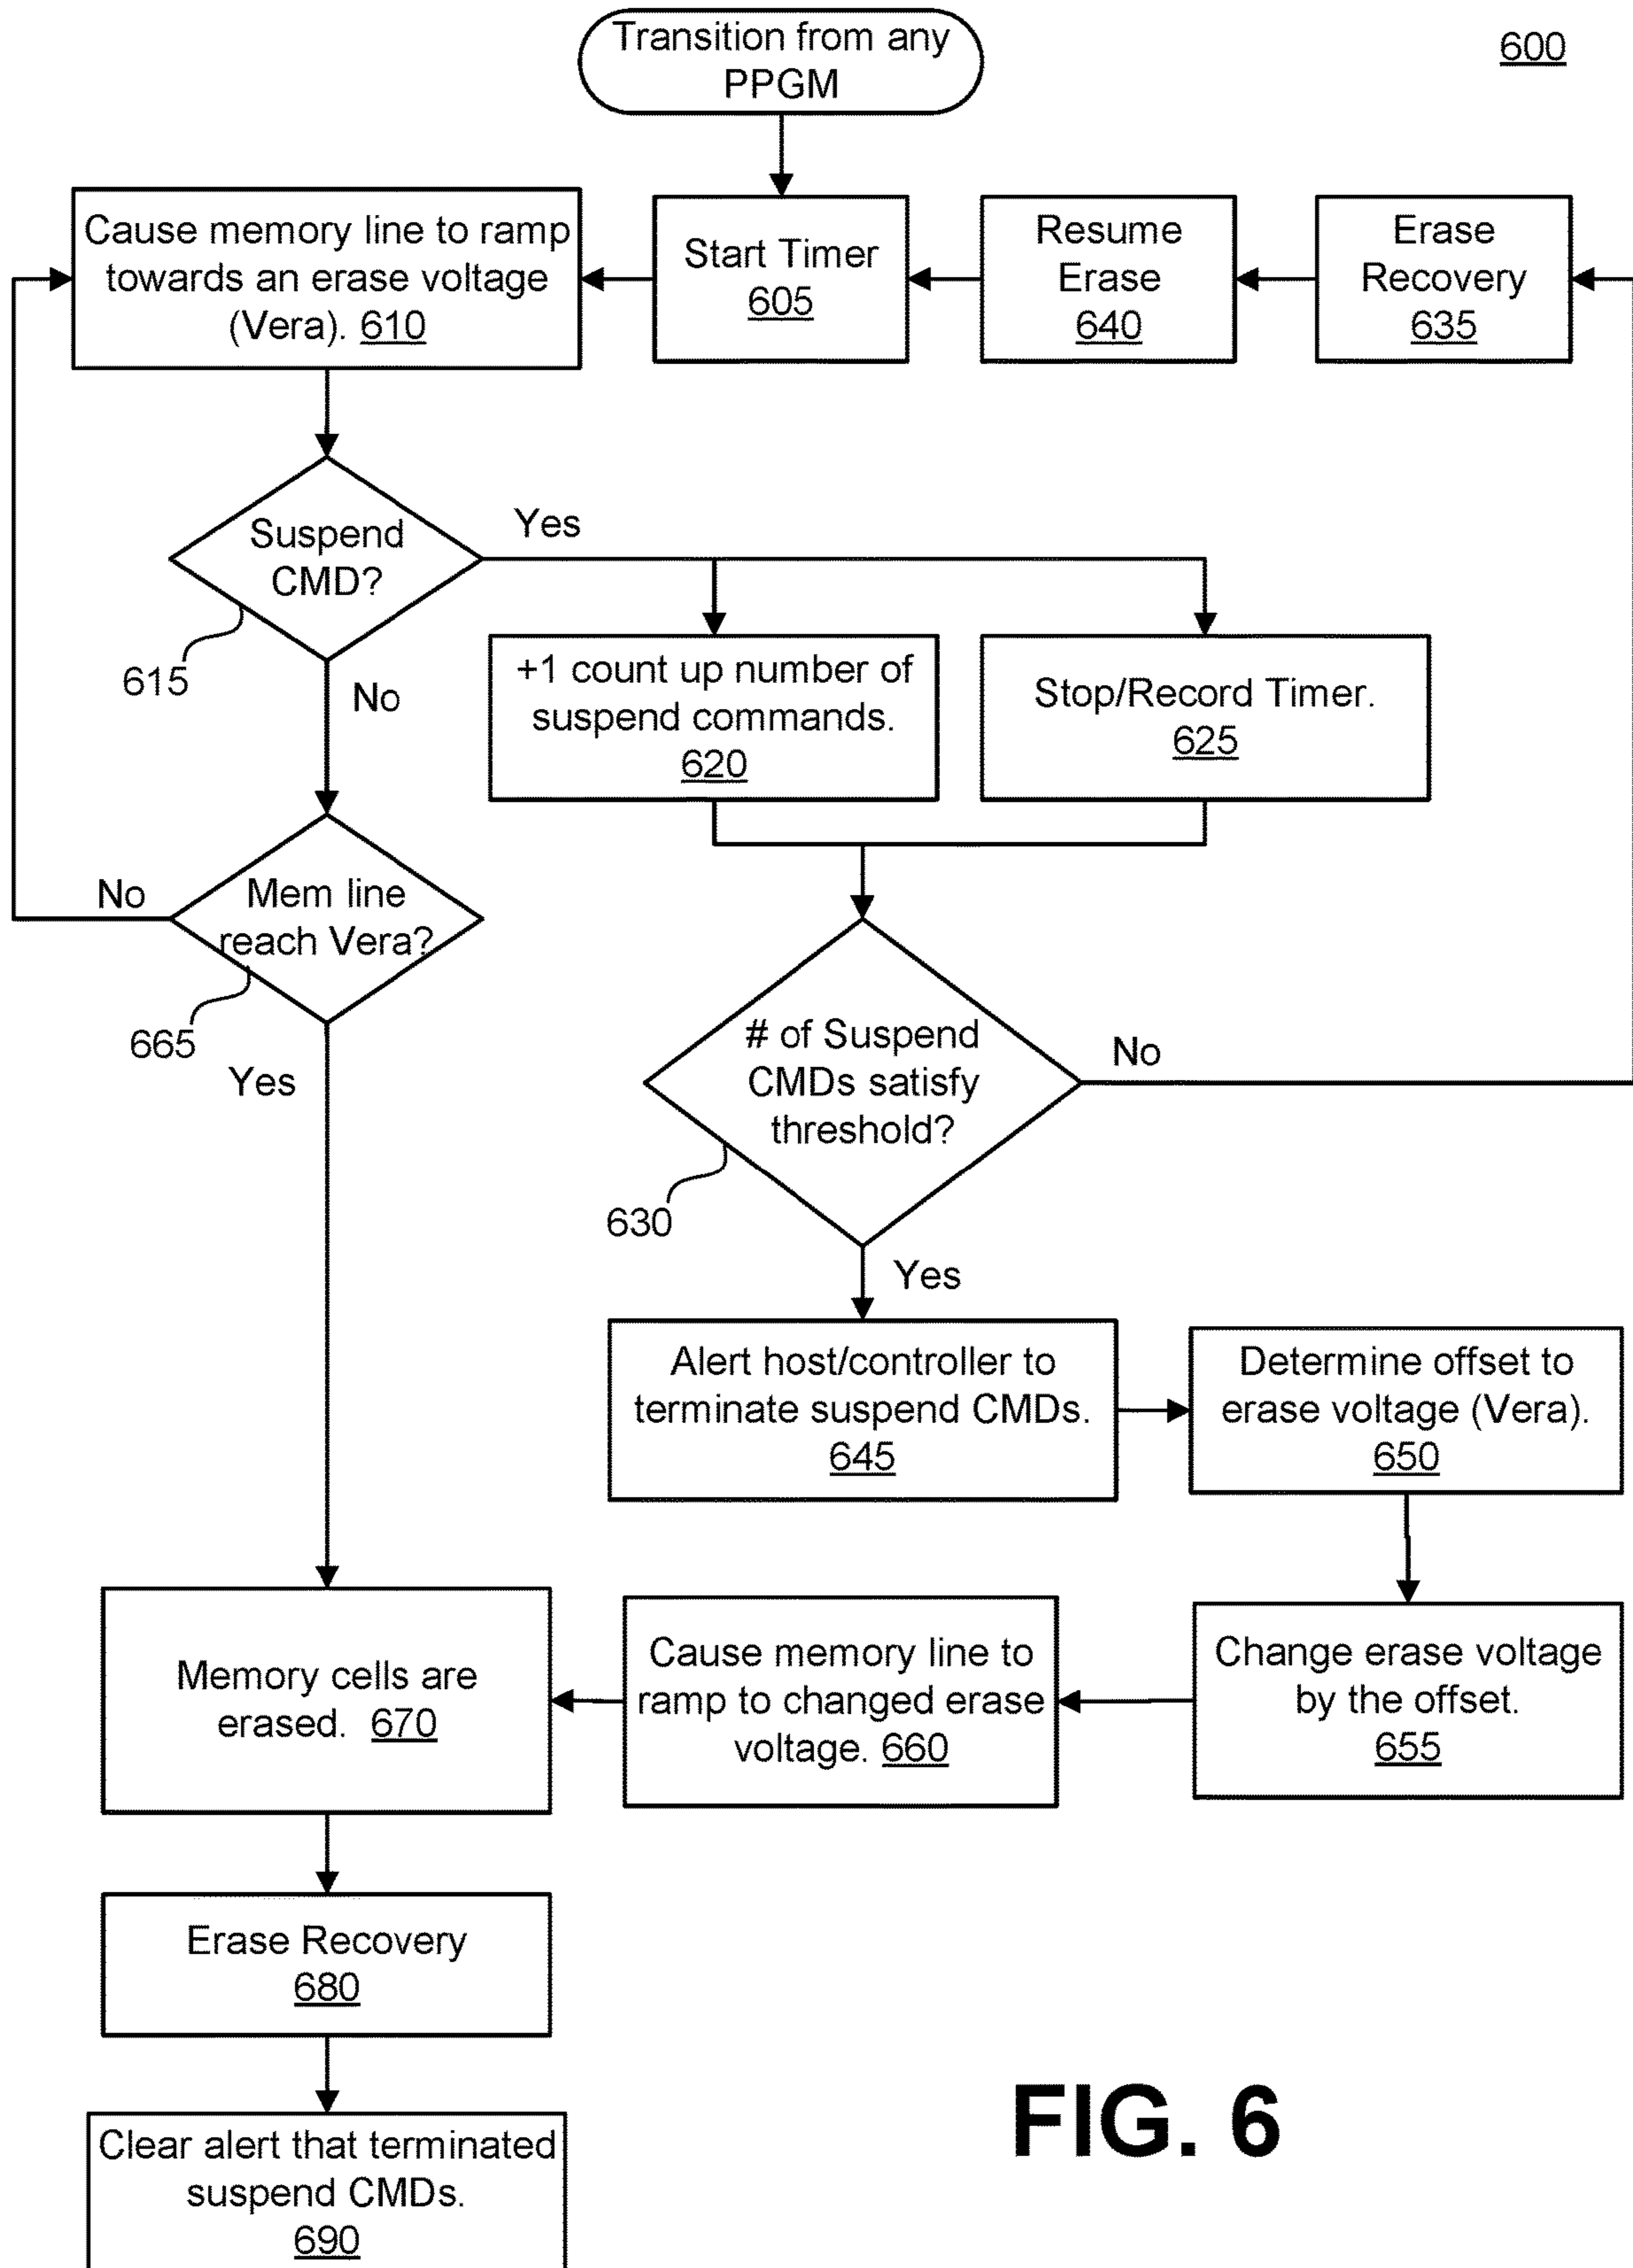 Transition from any
PPGM
600
Cause memory line to ramp
towards an erase voltage
(Vera). 610
Start Timer
605
Resume
Erase
640
Erase
Recovery
635
Suspend
CMD?
Yes
615
No
+1 count up number of
suspend commands.
620
Stop/Record Timer.
625
No
Mem line
reach Vera?
665
Yes
# of Suspend
CMDs satisfy
threshold?
No
630
Yes
Alert host/controller to
terminate suspend CMDs.
645
Determine offset to
erase voltage (Vera).
650
Memory cells are
erased. 670
Cause memory line to
ramp to changed erase
voltage. 660
Change erase voltage
by the offset.
655
Erase Recovery
680
Clear alert that terminated
suspend CMDs.
690
FIG. 6